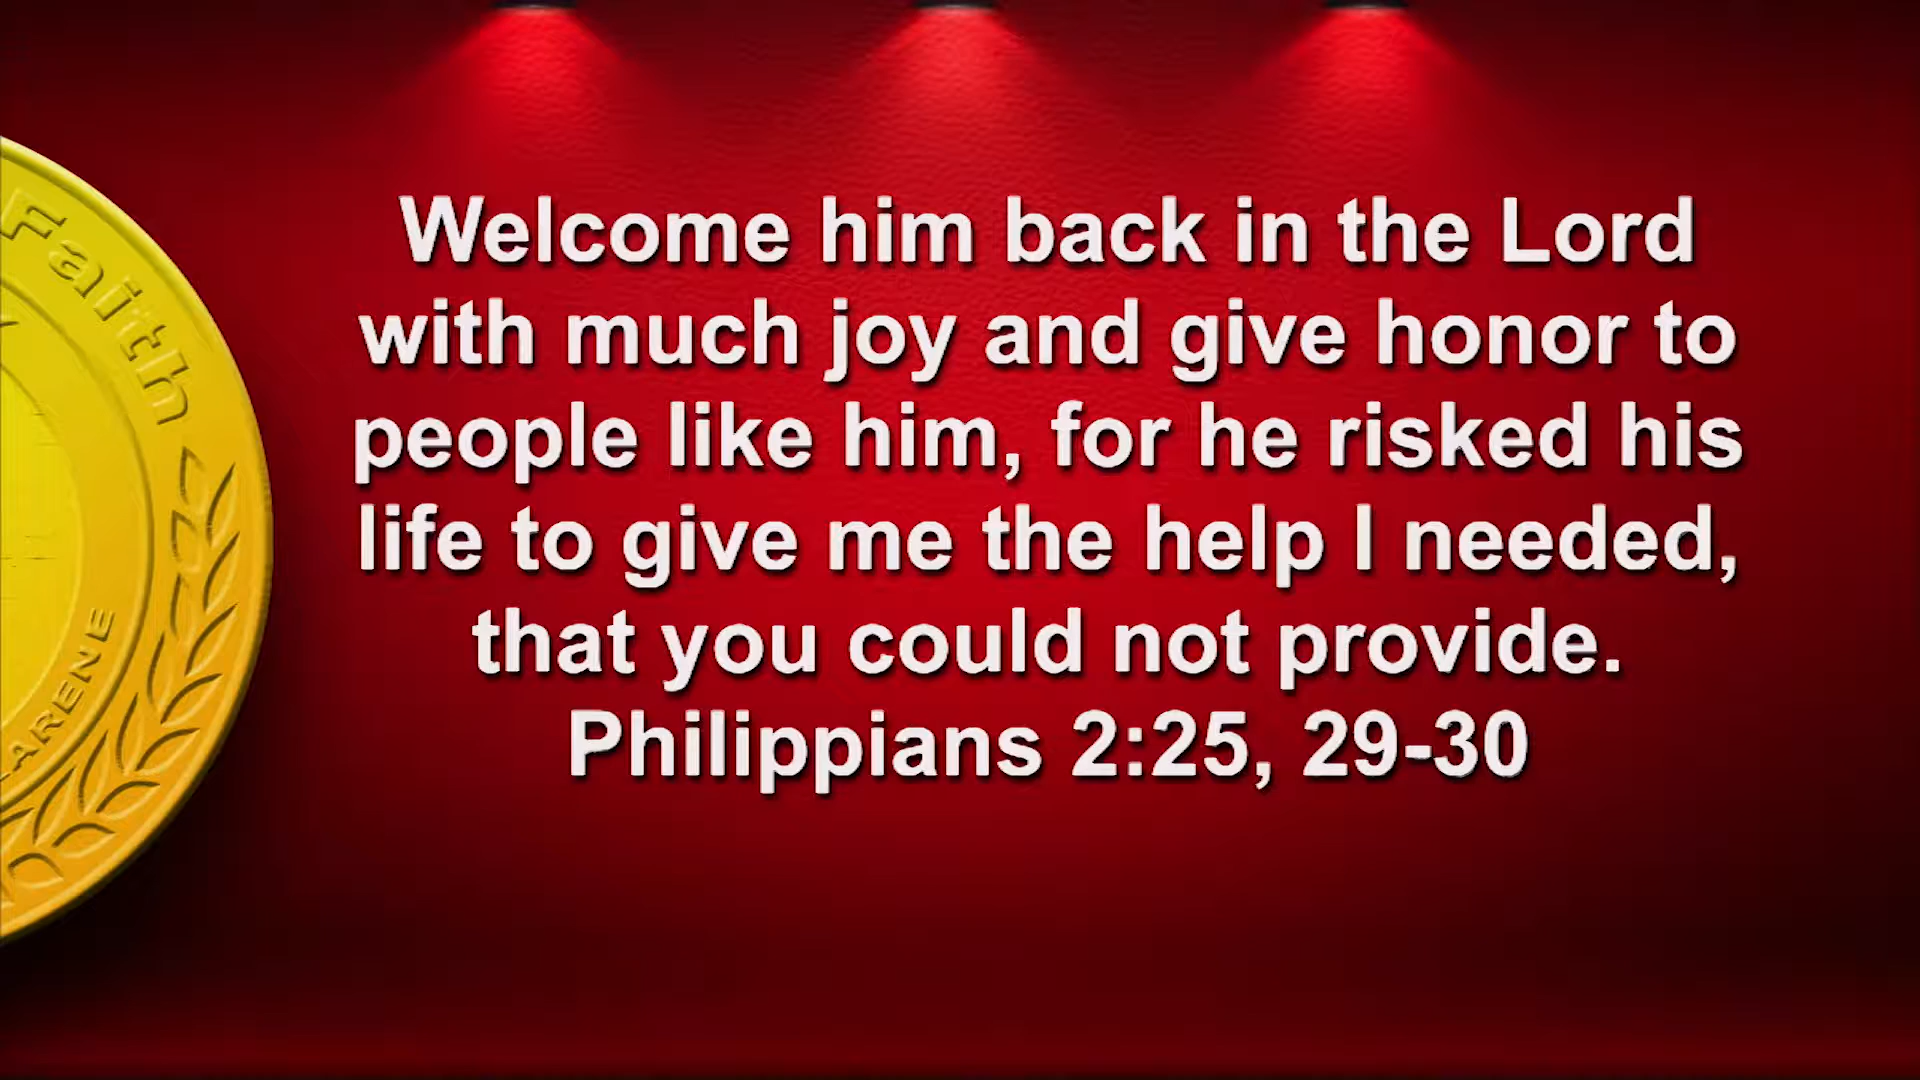 Faith
ARENE
Welcome him back in the Lord
with much joy and give honor to
people like him, for he risked his
life to give me the help I needed,
that you could not provide.
Philippians 2:25, 29-30